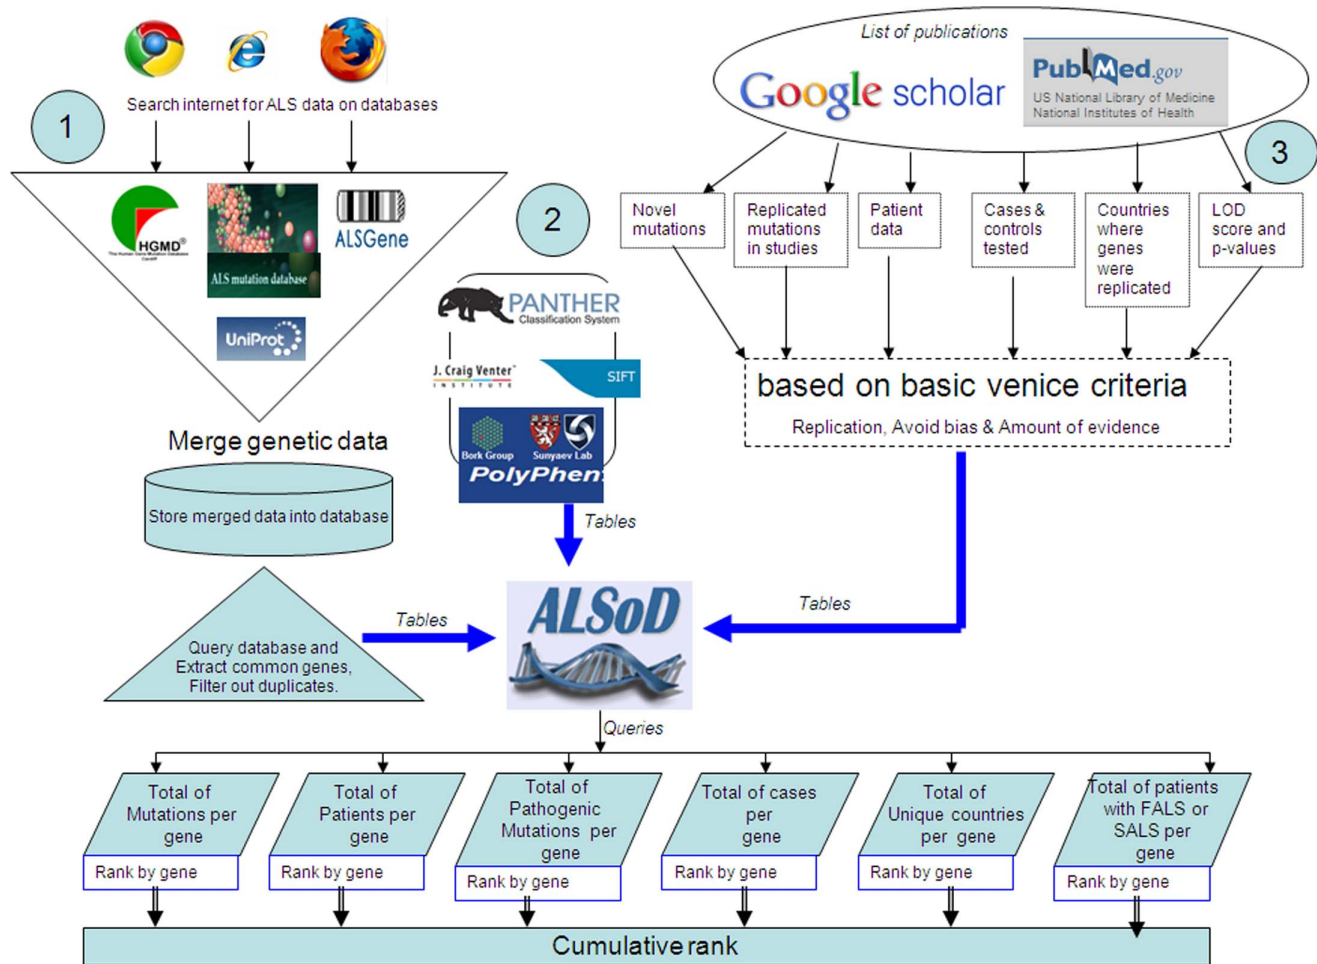 Search internet for ALS data on databases
1
HGMD®
The Human Gene Mutation Database
Cardiff
ALS mutation database
ALSGene
UniProt
Merge genetic data
Store merged data into database
Query database and
Extract common genes,
Filter out duplicates.
Tables
2
PANTHER
Classification System
J. Craig Venter™
INSTITUTE
SIFT
Bork Group
Sunyaev Lab
PolyPhen
Tables
List of publications
Google scholar
PubMed.gov
US National Library of Medicine
National Institutes of Health
3
Novel
mutations
Replicated
mutations
in studies
Patient
data
Cases &
controls
tested
Countries
where
genes
were
replicated
LOD
score and
p-values
based on basic venice criteria
Replication, Avoid bias & Amount of evidence
Tables
ALSoD
Queries
Total of
Mutations per
gene
Rank by gene
Total of
Patients per
gene
Rank by gene
Total of
Pathogenic
Mutations per
gene
Rank by gene
Total of cases
per
gene
Rank by gene
Total of
Unique countries
per gene
Rank by gene
Total of patients
with FALS or
SALS per
gene
Rank by gene
Cumulative rank